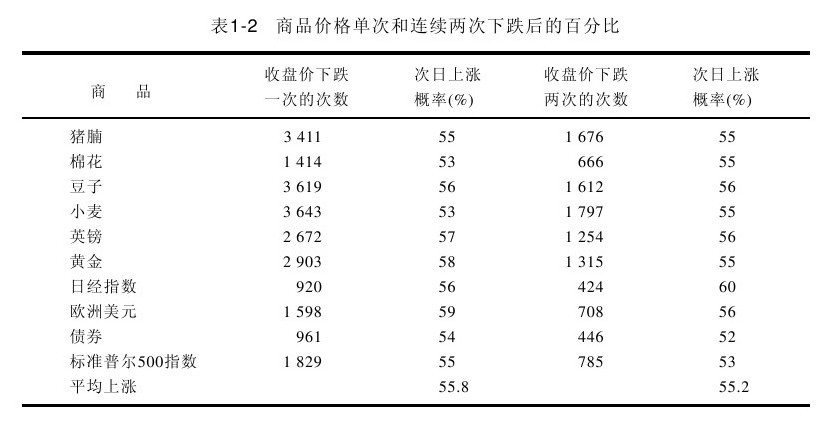 表1-2 商品价格单次和连续两次下跌后的百分比
商 品 收盘价下跌一次的次数 次日上涨概率(%) 收盘价下跌两次的次数 次日上涨概率(%)
猪腩 3 411 55 1 676 55
棉花 1 414 53 666 55
豆子 3 619 56 1 612 56
小麦 3 643 53 1 797 55
英镑 2 672 57 1 254 56
黄金 2 903 58 1 315 55
日经指数 920 56 424 60
欧洲美元 1 598 59 708 56
债券 961 54 446 52
标准普尔500指数 1 829 55 785 53
平均上涨 55.8 55.2